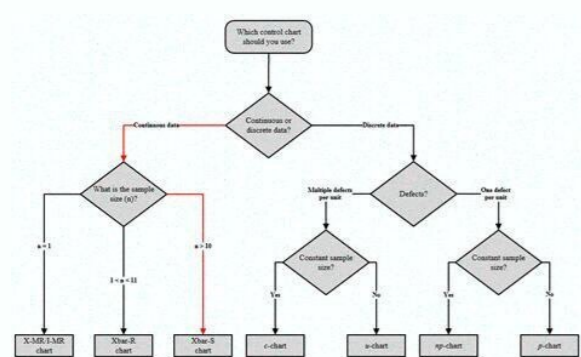 Which control chart
should you use?
Continuous or
discrete data?
Continuous data
Discrete data
What is the sample
size (n)?
Defects?
Multiple defects
per unit
One defect
per unit
n = 1
1 < n < 11
n > 10
Constant sample
size?
Constant sample
size?
Yes
No
Yes
No
X-MR/I-MR
chart
Xbar-R
chart
Xbar-S
chart
c-chart
u-chart
np-chart
p-chart